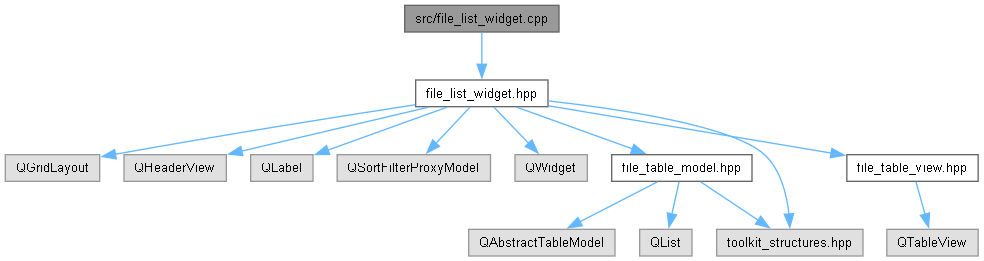 src/file_list_widget.cpp
file_list_widget.hpp
QGridLayout
QHeaderView
QLabel
QSortFilterProxyModel
QWidget
file_table_model.hpp
file_table_view.hpp
QAbstractTableModel
QList
toolkit_structures.hpp
QTableView